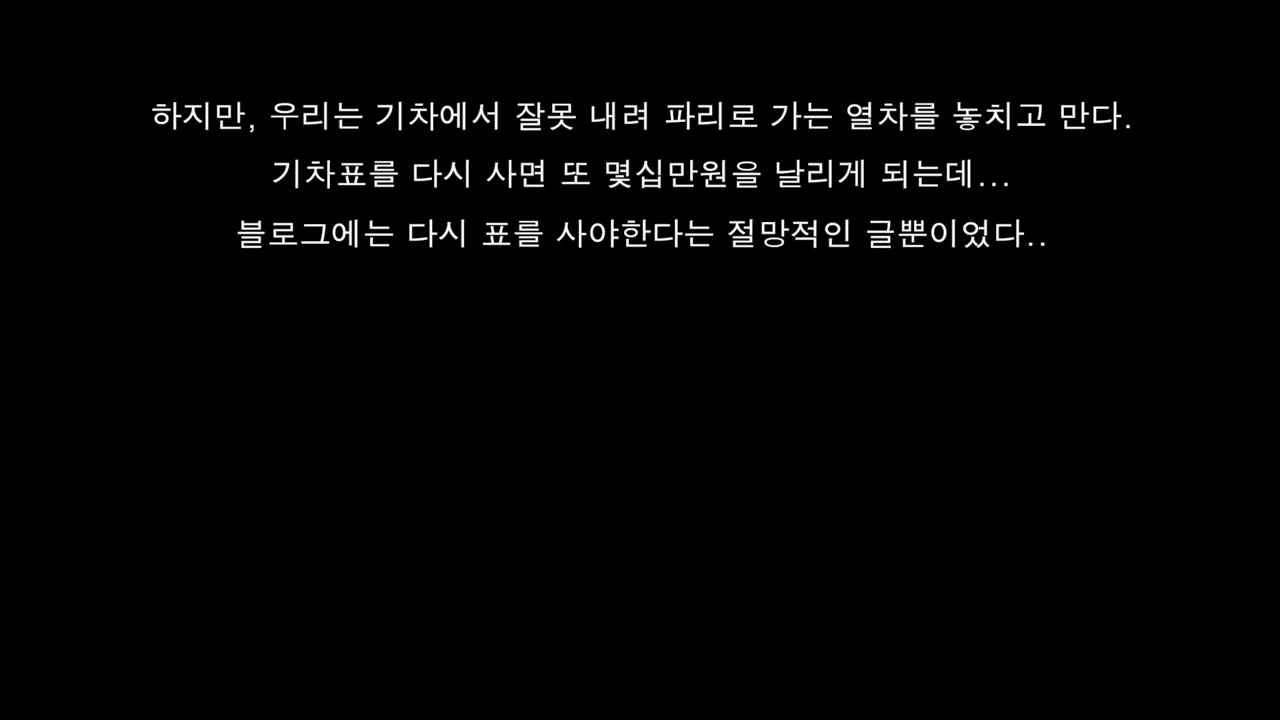 하지만, 우리는 기차에서 잘못 내려 파리로 가는 열차를 놓치고 만다.
기차표를 다시 사면 또 몇십만원을 날리게 되는데...
블로그에는 다시 표를 사야한다는 절망적인 글뿐이었다..